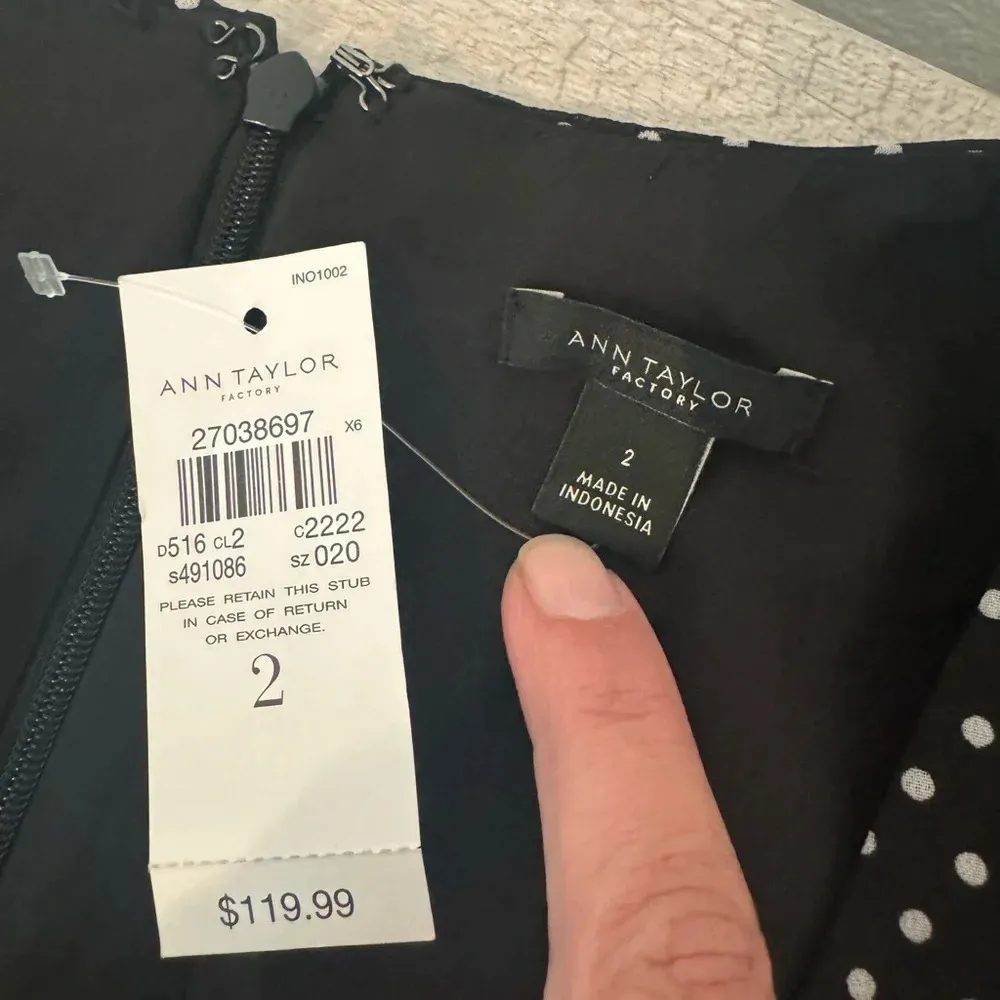 INO1002
ANN TAYLOR
FACTORY
27038697 X6
D516 CL2 C2222
S491086 SZ 020
PLEASE RETAIN THIS STUB
IN CASE OF RETURN
OR EXCHANGE.
2
$119.99
ANN TAYLOR
FACTORY
2
MADE IN
INDONESIA